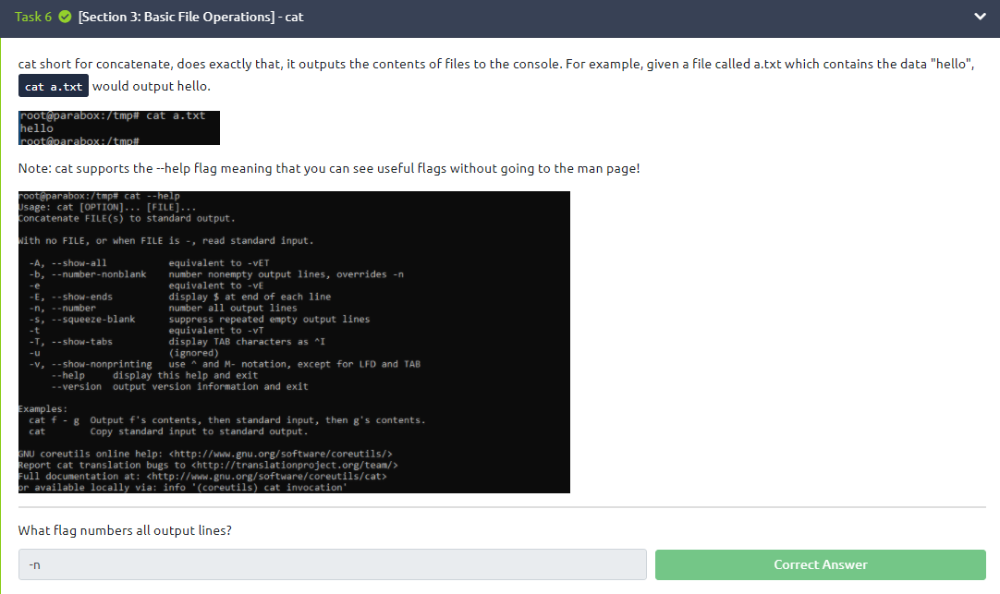 Task 6 [Section 3: Basic File Operations] - cat
cat short for concatenate, does exactly that, it outputs the contents of files to the console. For example, given a file called a.txt which contains the data "hello",
cat a.txt would output hello.
root@parabox:/tmp# cat a.txt
hello
root@parabox:/tmp#
Note: cat supports the --help flag meaning that you can see useful flags without going to the man page!
root@parabox:/tmp# cat --help
Usage: cat [OPTION]... [FILE]...
Concatenate FILE(s) to standard output.
With no FILE, or when FILE is -, read standard input.
-A, --show-all equivalent to -vET
-b, --number-nonblank number nonempty output lines, overrides -n
-e equivalent to -vE
-E, --show-ends display $ at end of each line
-n, --number number all output lines
-s, --squeeze-blank suppress repeated empty output lines
-t equivalent to -vT
-T, --show-tabs display TAB characters as ^I
-u (ignored)
-v, --show-nonprinting use ^ and M- notation, except for LFD and TAB
--help display this help and exit
--version output version information and exit
Examples:
cat f - g Output f's contents, then standard input, then g's contents.
cat Copy standard input to standard output.
GNU coreutils online help: <http://www.gnu.org/software/coreutils/>
Report cat translation bugs to <http://translationproject.org/team/>
Full documentation at: <http://www.gnu.org/software/coreutils/cat>
or available locally via: info '(coreutils) cat invocation'
What flag numbers all output lines?
-n
Correct Answer